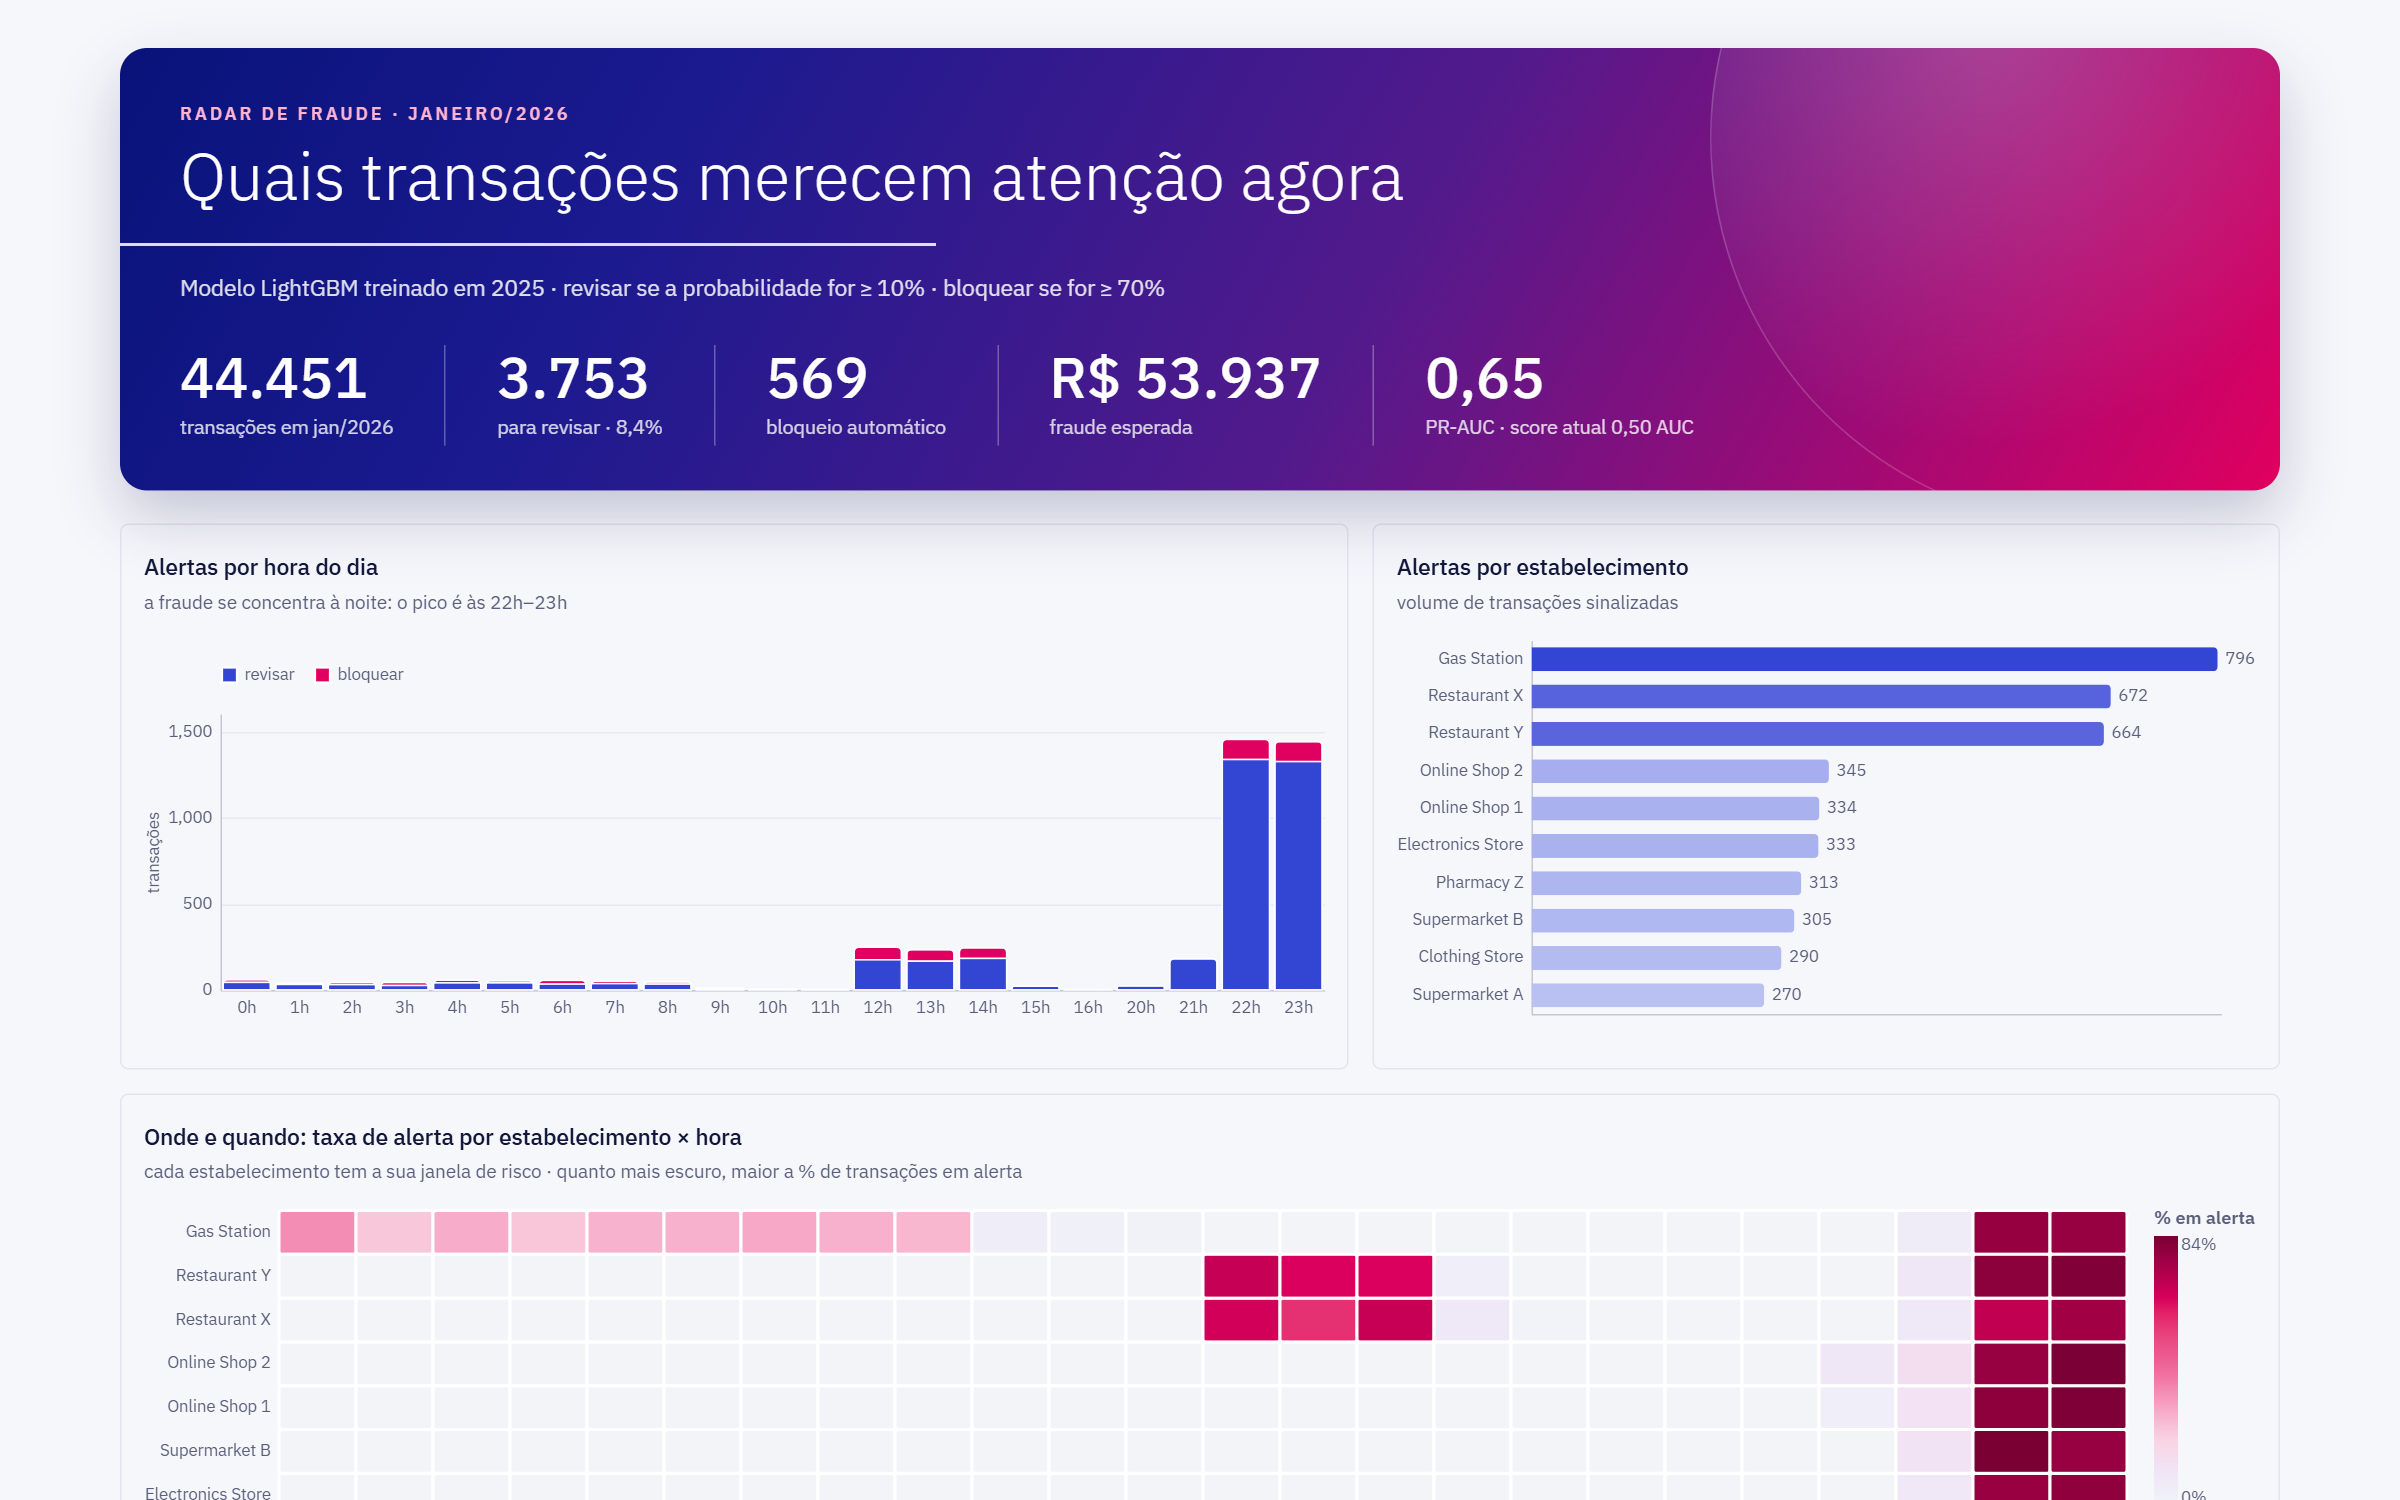 RADAR DE FRAUDE · JANEIRO/2026
Quais transações merecem atenção agora
Modelo LightGBM treinado em 2025 · revisar se a probabilidade for ≥ 10% · bloquear se for ≥ 70%
44.451
transações em jan/2026
3.753
para revisar · 8,4%
569
bloqueio automático
R$ 53.937
fraude esperada
0,65
PR-AUC · score atual 0,50 AUC
Alertas por hora do dia
a fraude se concentra à noite: o pico é às 22h–23h
revisar
bloquear
transações
1,500
1,000
500
0
0h 1h 2h 3h 4h 5h 6h 7h 8h 9h 10h 11h 12h 13h 14h 15h 16h 20h 21h 22h 23h
Alertas por estabelecimento
volume de transações sinalizadas
Gas Station 796
Restaurant X 672
Restaurant Y 664
Online Shop 2 345
Online Shop 1 334
Electronics Store 333
Pharmacy Z 313
Supermarket B 305
Clothing Store 290
Supermarket A 270
Onde e quando: taxa de alerta por estabelecimento × hora
cada estabelecimento tem a sua janela de risco · quanto mais escuro, maior a % de transações em alerta
Gas Station
Restaurant Y
Restaurant X
Online Shop 2
Online Shop 1
Supermarket B
Electronics Store
% em alerta
84%
0%